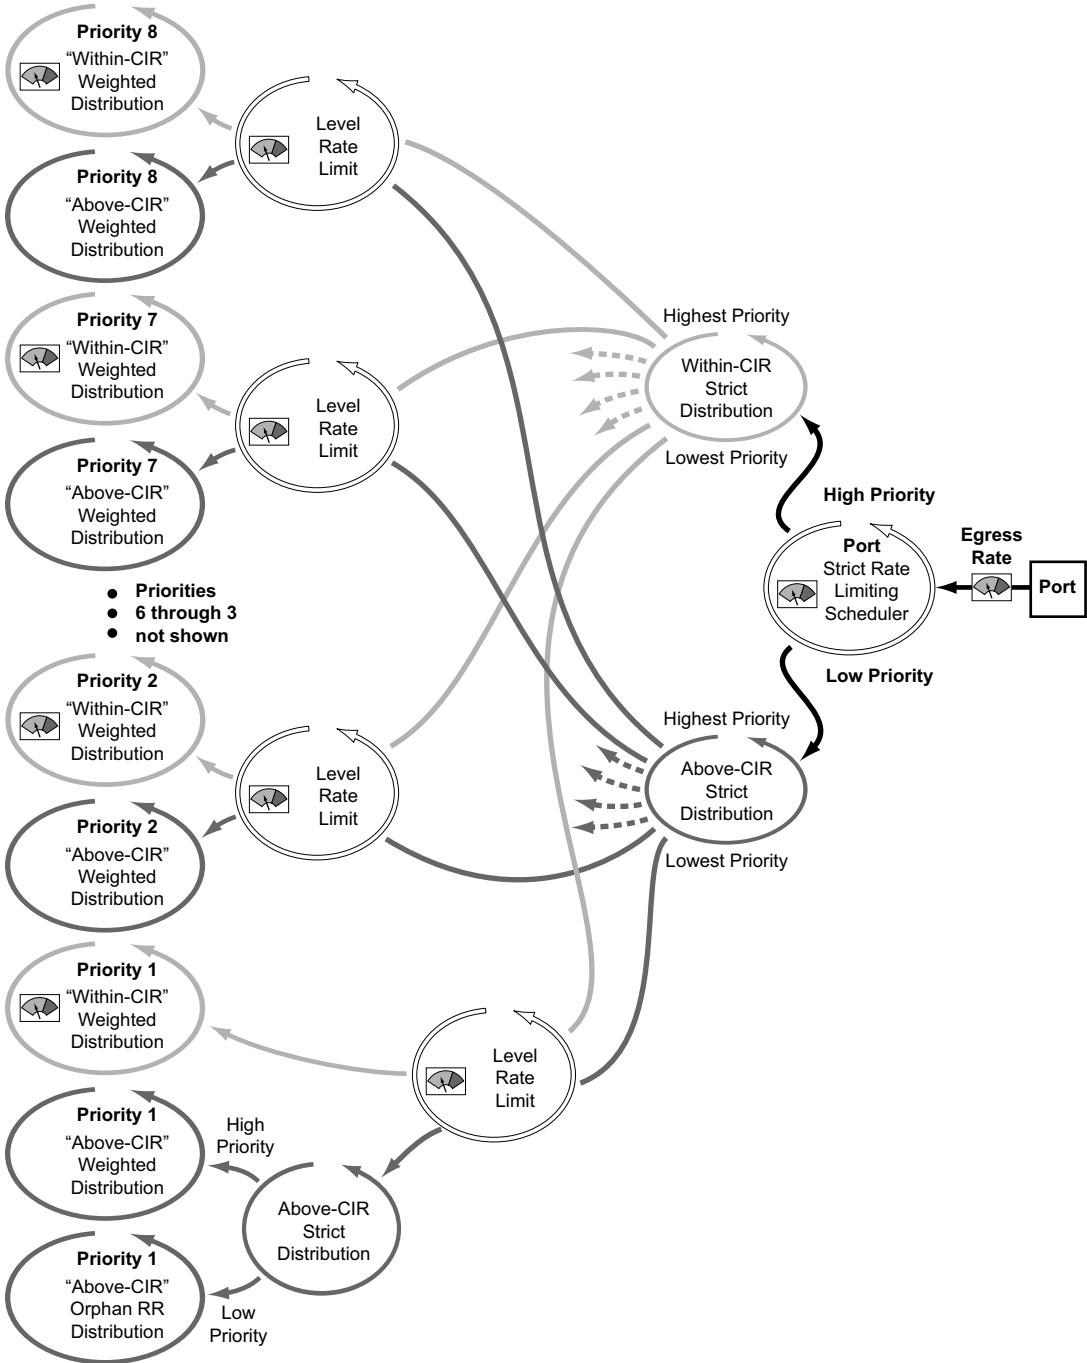 Priority 8
“Within-CIR”
Weighted
Distribution
Level
Rate
Limit
Priority 8
“Above-CIR”
Weighted
Distribution
Priority 7
“Within-CIR”
Weighted
Distribution
Level
Rate
Limit
Priority 7
“Above-CIR”
Weighted
Distribution
Highest Priority
Within-CIR
Strict
Distribution
Lowest Priority
High Priority
Egress
Rate
Port
Strict Rate
Limiting
Scheduler
Port
Low Priority
Priorities
6 through 3
not shown
Priority 2
“Within-CIR”
Weighted
Distribution
Level
Rate
Limit
Priority 2
“Above-CIR”
Weighted
Distribution
Highest Priority
Above-CIR
Strict
Distribution
Lowest Priority
Priority 1
“Within-CIR”
Weighted
Distribution
Level
Rate
Limit
Priority 1
“Above-CIR”
Weighted
Distribution
High
Priority
Above-CIR
Strict
Distribution
Priority 1
“Above-CIR”
Orphan RR
Distribution
Low
Priority